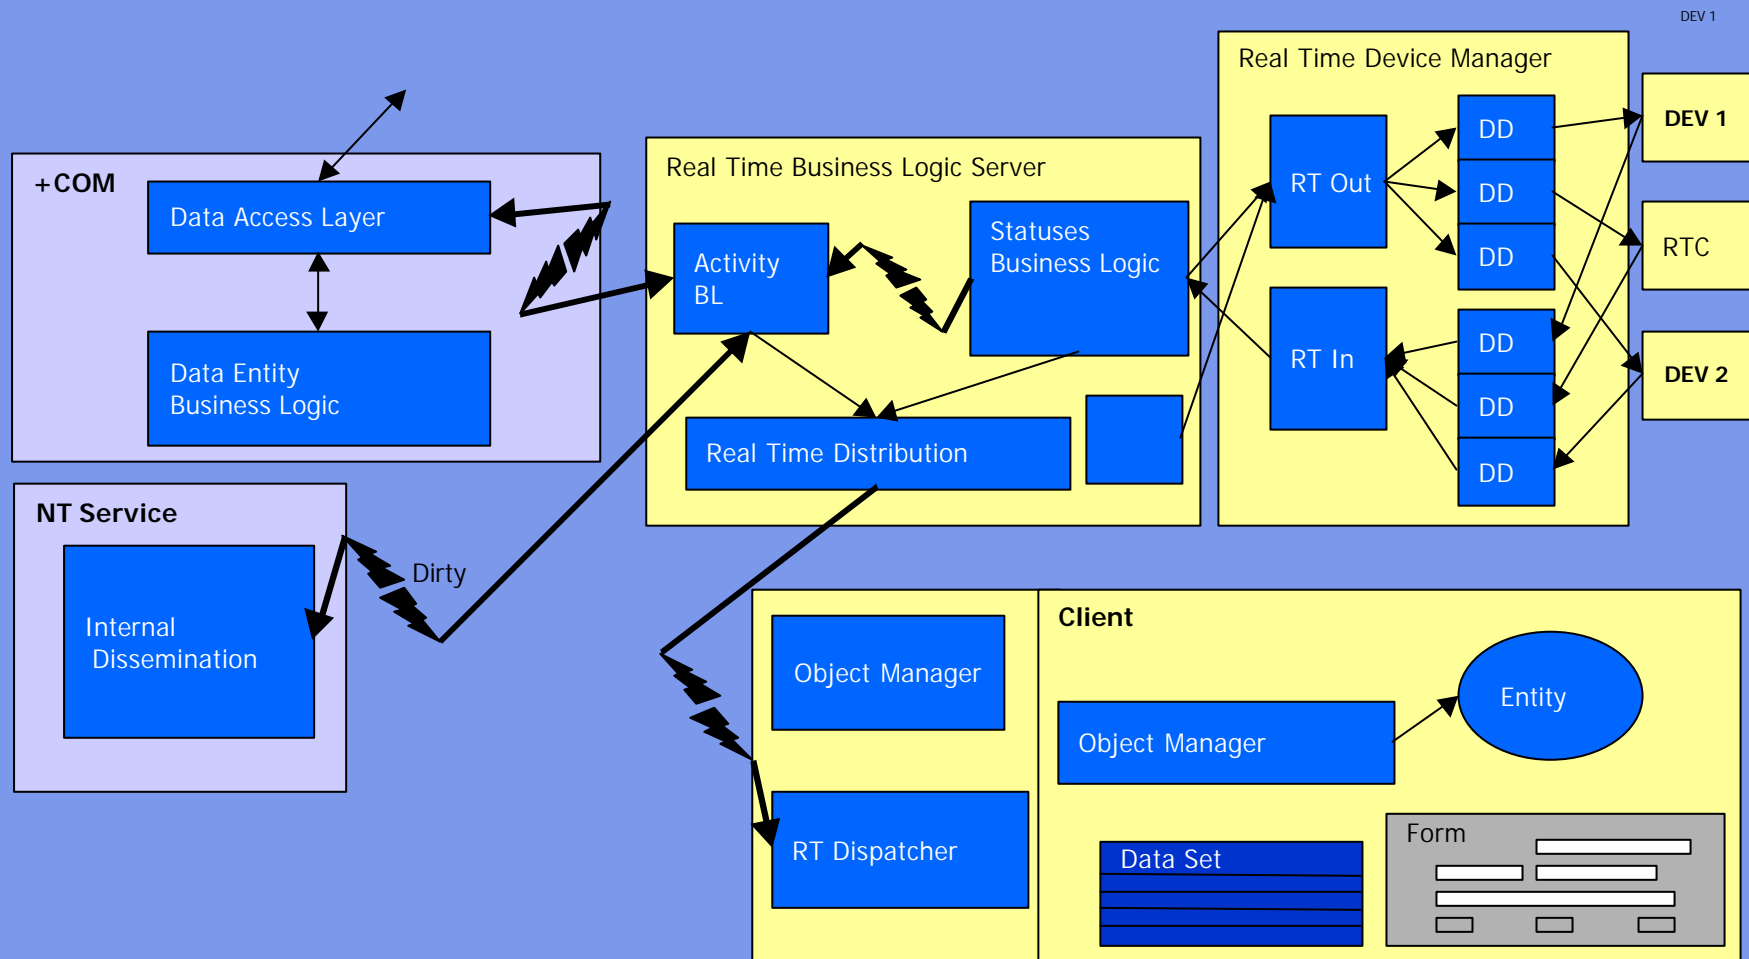 DEV 1
Real Time Device Manager
RT Out
DD
DD
DD
RT In
DD
DD
DD
DEV 1
RTC
DEV 2
+COM
Data Access Layer
Data Entity
Business Logic
Real Time Business Logic Server
Activity
BL
Statuses
Business Logic
Real Time Distribution
NT Service
Internal
Dissemination
Dirty
Object Manager
RT Dispatcher
Client
Object Manager
Entity
Data Set
Form